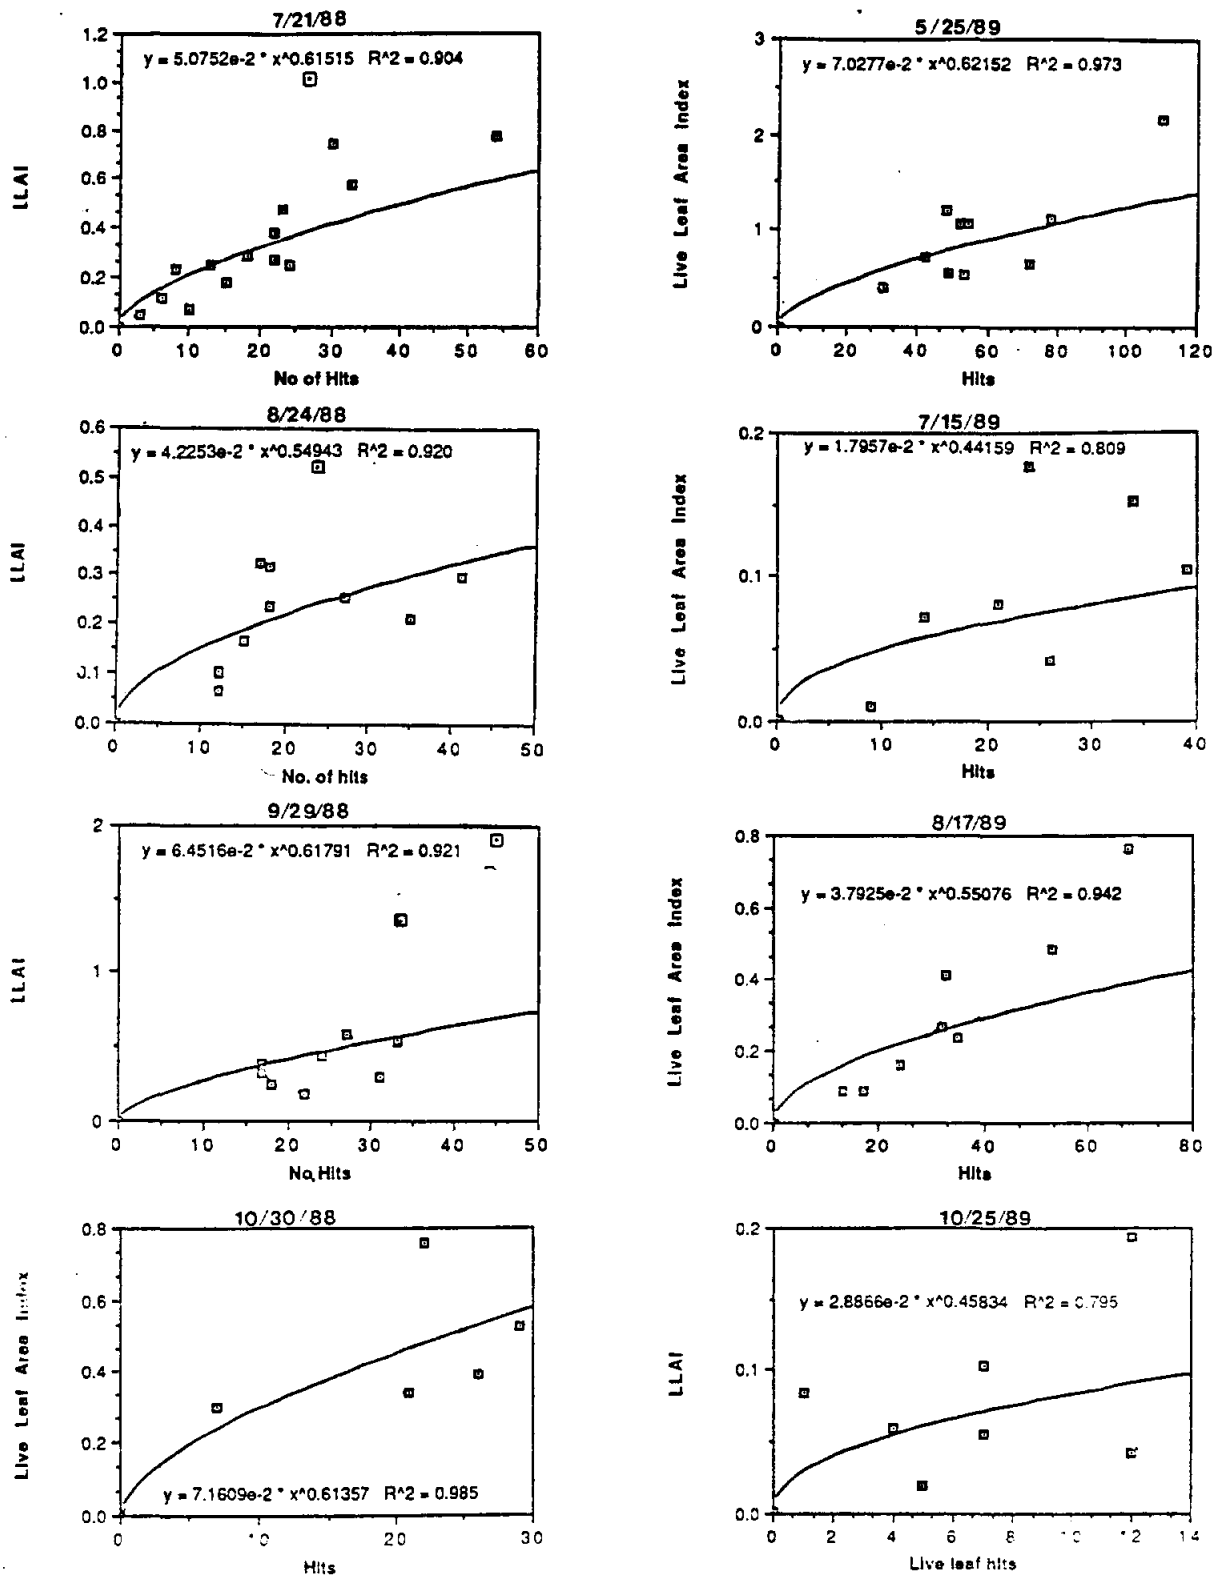 7/21/88
y = 5.0752e-2 * x^0.61515 R^2 = 0.904
LLAI
1.2
1.0
0.8
0.6
0.4
0.2
0.0
0 10 20 30 40 50 60
No of Hits
5/25/89
y = 7.0277e-2 * x^0.62152 R^2 = 0.973
Live Leaf Area Index
3
2
1
0
0 20 40 60 80 100 120
Hits
8/24/88
y = 4.2253e-2 * x^0.54943 R^2 = 0.920
LLAI
0.6
0.5
0.4
0.3
0.2
0.1
0.0
0 10 20 30 40 50
No. of hits
7/15/89
y = 1.7957e-2 * x^0.44159 R^2 = 0.809
Live Leaf Area Index
0.2
0.1
0.0
0 10 20 30 40
Hits
9/29/88
y = 6.4516e-2 * x^0.61791 R^2 = 0.921
LLAI
2
1
0
0 10 20 30 40 50
No. Hits
8/17/89
y = 3.7925e-2 * x^0.55076 R^2 = 0.942
Live Leaf Area Index
0.8
0.6
0.4
0.2
0.0
0 20 40 60 80
Hits
10/30/88
y = 7.1609e-2 * x^0.61357 R^2 = 0.985
Live Leaf Area Index
0.8
0.6
0.4
0.2
0.0
0 10 20 30
Hits
10/25/89
y = 2.8866e-2 * x^0.45834 R^2 = 0.795
LLAI
0.2
0.1
0.0
0 2 4 6 8 10 12 14
Live leaf hits